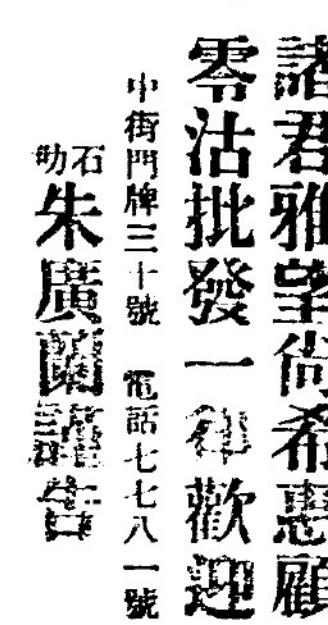 諸君雅望尙希惠顧
零沽批發一律歡迎
中街門牌三十號 電話七七八一號
石叻
朱廣蘭謹告